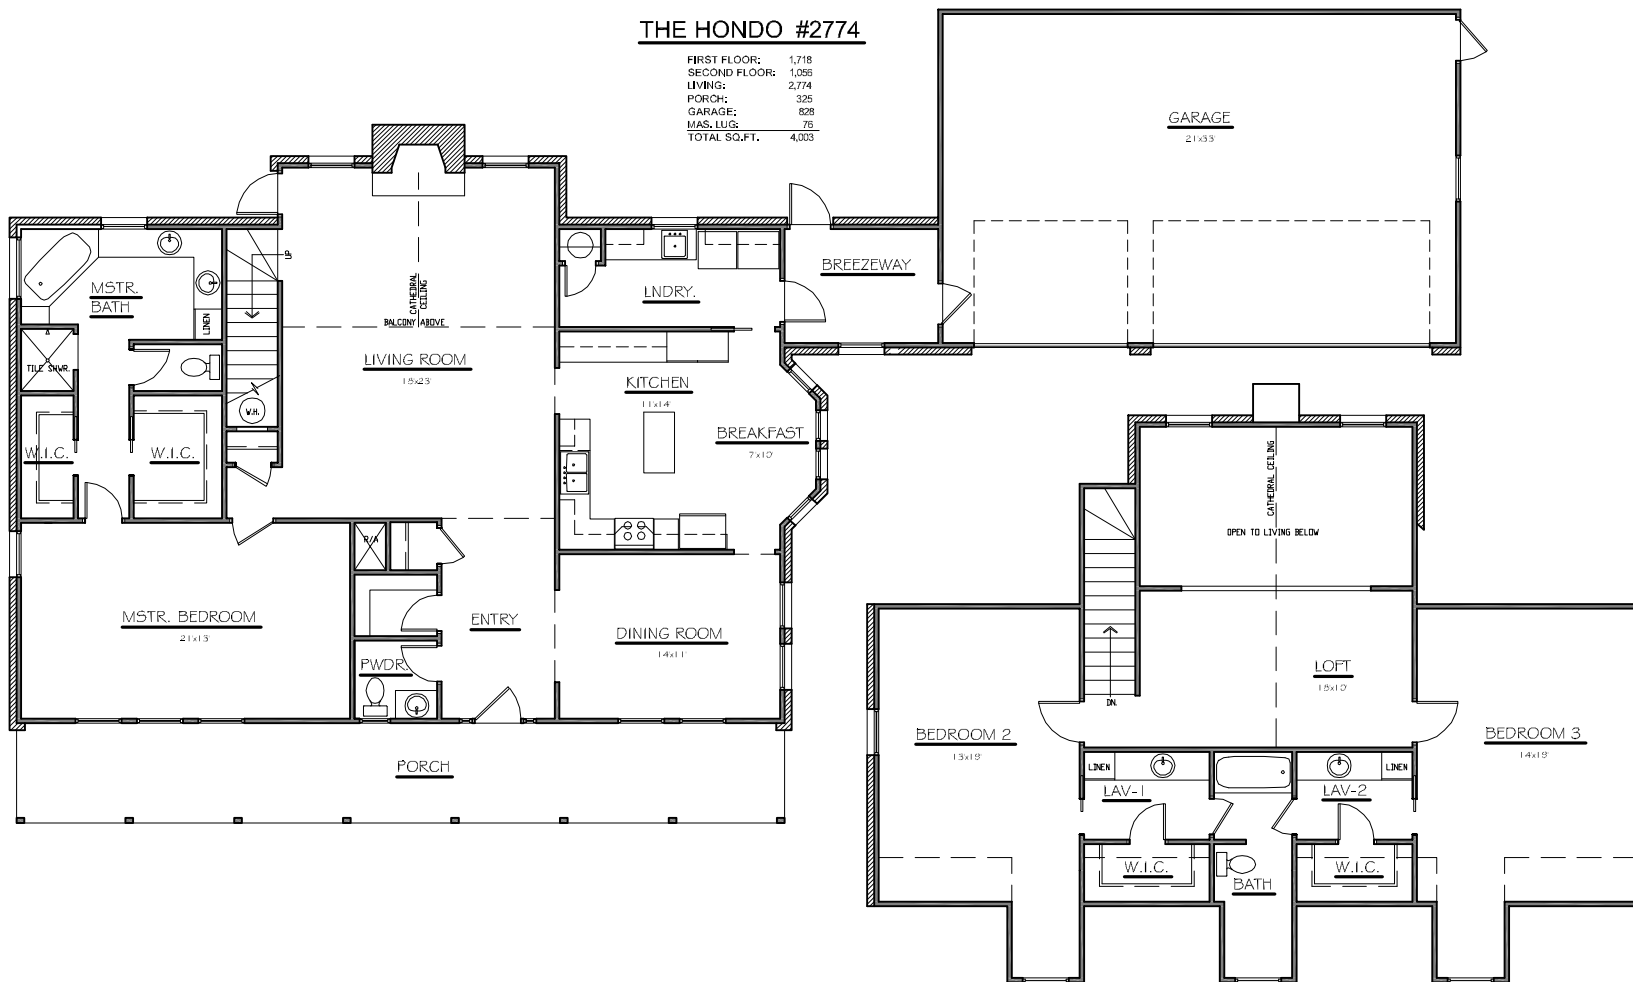 THE HONDO #2774
FIRST FLOOR: 1,718
SECOND FLOOR: 1,056
LIVING: 2,774
PORCH: 325
GARAGE: 828
MAS. LUG: 76
TOTAL SQ.FT. 4,003
GARAGE
21x33'
BREEZEWAY
LNDRY.
MSTR.
BATH
LINEN
UP
CATHEDRAL
CEILING
BALCONY ABOVE
LIVING ROOM
18x23'
TILE SHWR.
W.H.
KITCHEN
11x14'
BREAKFAST
7x10'
W.I.C.
W.I.C.
R/A
MSTR. BEDROOM
21x13'
ENTRY
DINING ROOM
14x11'
PWDR.
PORCH
CATHEDRAL CEILING
OPEN TO LIVING BELOW
LOFT
18x10'
DN.
BEDROOM 2
13x19'
BEDROOM 3
14x19'
LINEN
LINEN
LAV-1
LAV-2
W.I.C.
W.I.C.
BATH